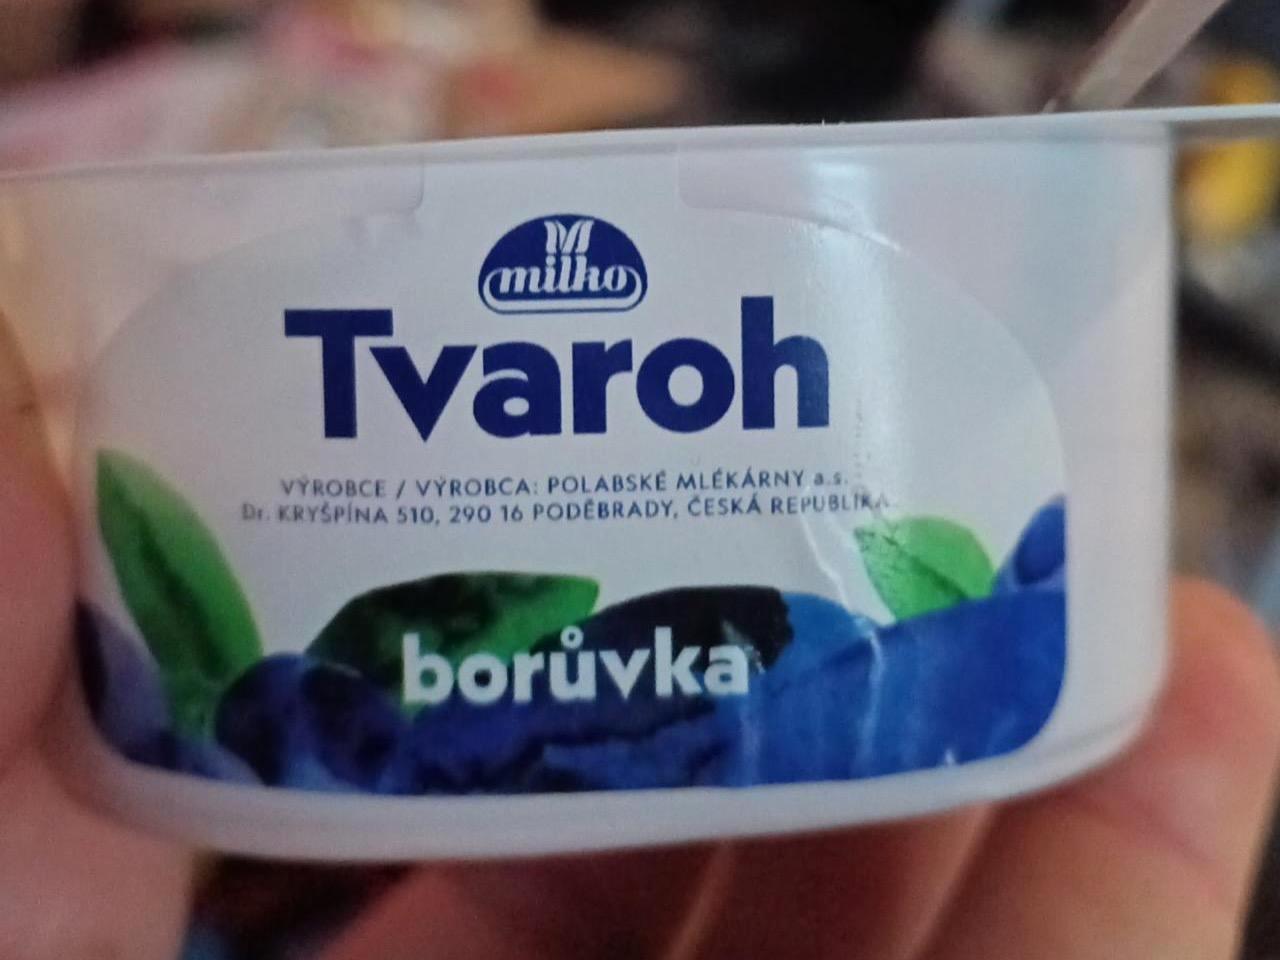 milko
Tvaroh
VÝROBCE / VÝROBCA: POLABSKÉ MLÉKÁRNY a.s.
Dr. KRYŠPÍNA 510, 290 16 PODĚBRADY, ČESKÁ REPUBLIKA
borůvka